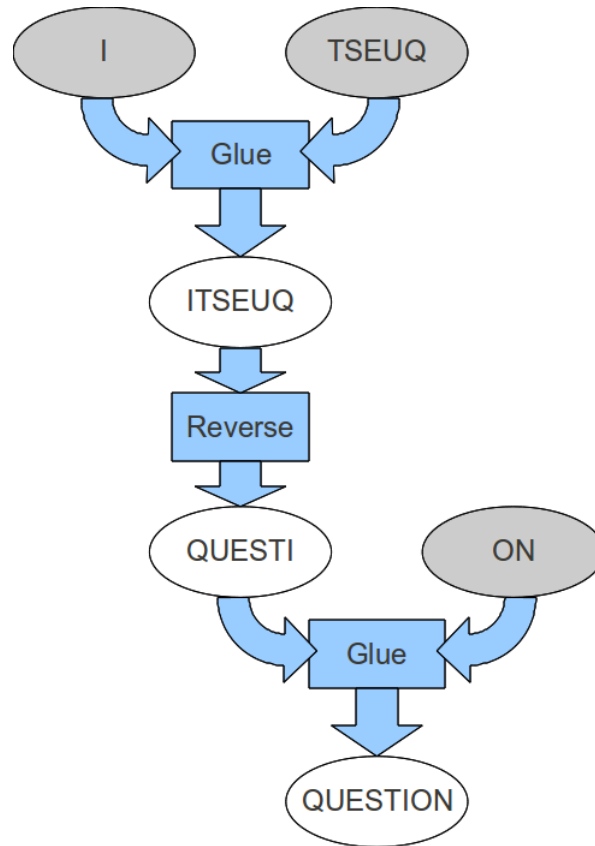 I
TSEUQ
Glue
ITSEUQ
Reverse
QUESTI
ON
Glue
QUESTION